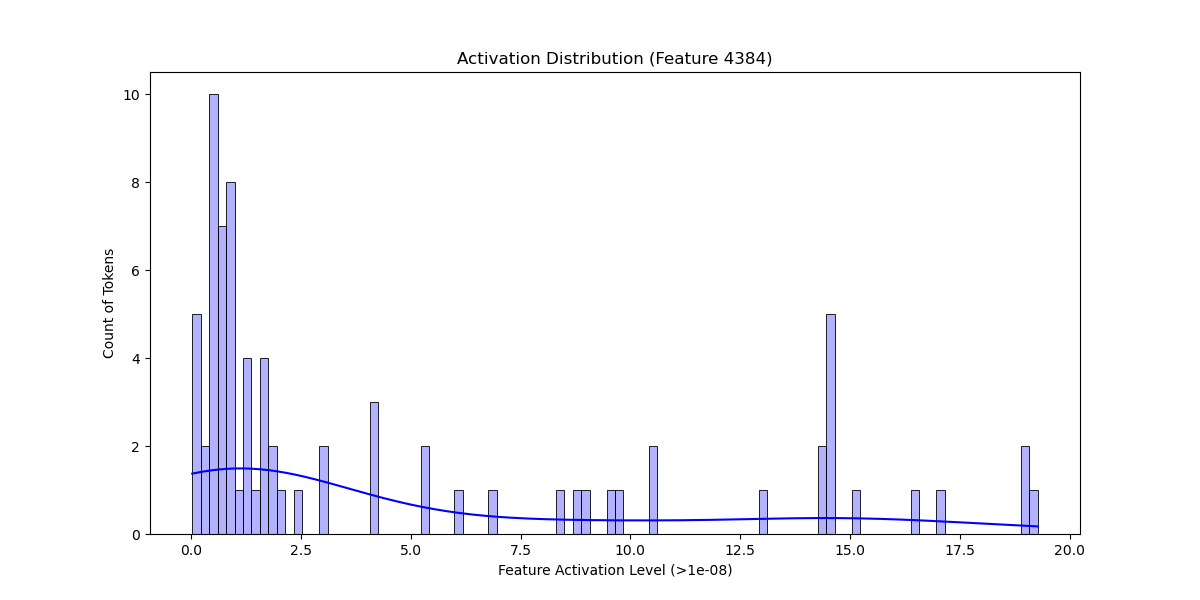 Activation Distribution (Feature 4384)
10
8
6
4
2
0
Count of Tokens
0.0 2.5 5.0 7.5 10.0 12.5 15.0 17.5 20.0
Feature Activation Level (>1e-08)